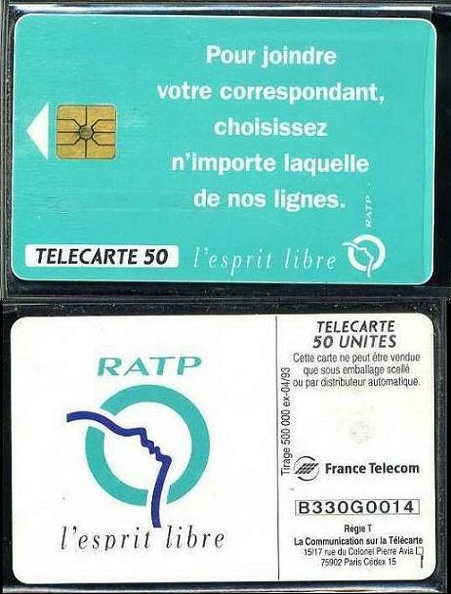 Pour joindre
votre correspondant,
choisissez
n'importe laquelle
de nos lignes.
RATP
TELECARTE 50
l'esprit libre
RATP
l'esprit libre
Tirage 500 000 ex-04/93
TELECARTE
50 UNITES
Cette carte ne peut être vendue
que sous emballage scellé
ou par distributeur automatique.
France Telecom
B330G0014
Régie T
La Communication sur la Télécarte
15/17 rue du Colonel Pierre Avia
75902 Paris Cédex 15